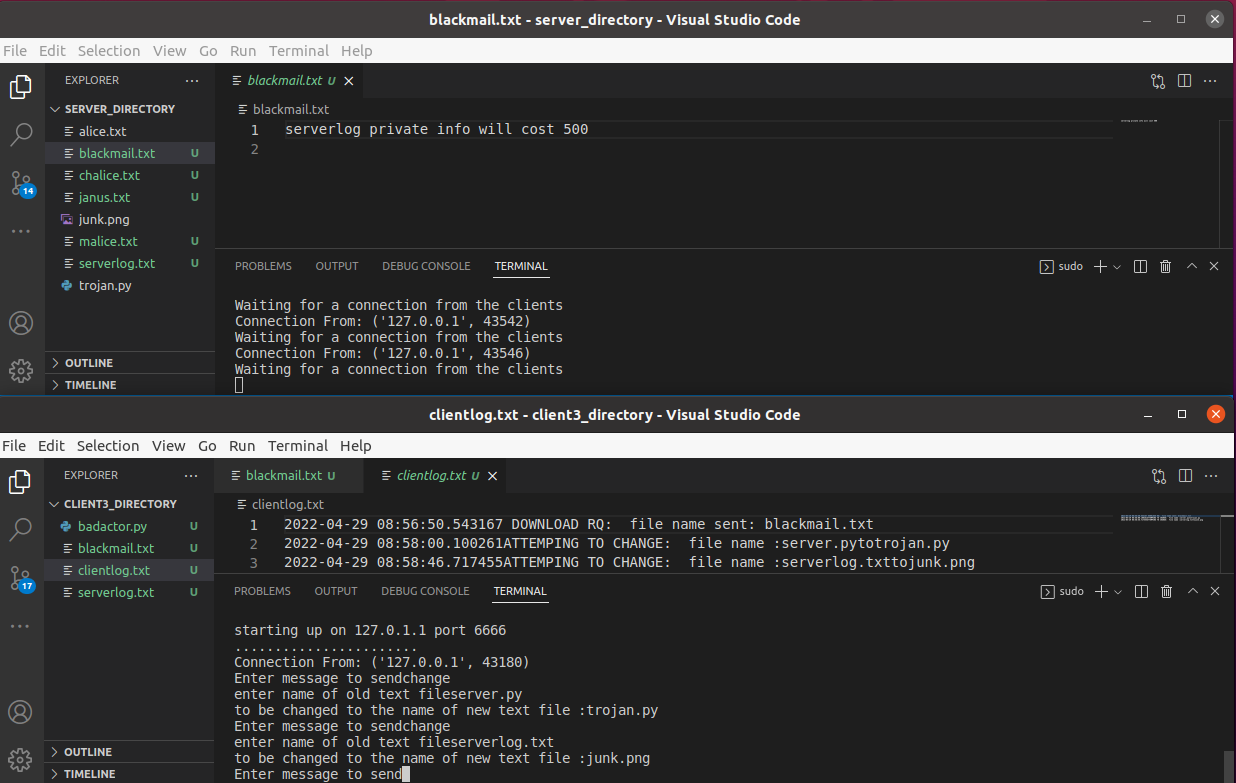 blackmail.txt - server_directory - Visual Studio Code
File Edit Selection View Go Run Terminal Help
EXPLORER
blackmail.txt U
SERVER_DIRECTORY
blackmail.txt
alice.txt
1 serverlog private info will cost 500
blackmail.txt U
2
chalice.txt U
14
janus.txt U
junk.png
malice.txt U
serverlog.txt U
PROBLEMS OUTPUT DEBUG CONSOLE TERMINAL
sudo
trojan.py
Waiting for a connection from the clients
Connection From: ('127.0.0.1', 43542)
Waiting for a connection from the clients
Connection From: ('127.0.0.1', 43546)
Waiting for a connection from the clients
OUTLINE
TIMELINE
clientlog.txt - client3_directory - Visual Studio Code
File Edit Selection View Go Run Terminal Help
EXPLORER
blackmail.txt U
clientlog.txt U
CLIENT3_DIRECTORY
clientlog.txt
badactor.py U
1 2022-04-29 08:56:50.543167 DOWNLOAD RQ:  file name sent: blackmail.txt
blackmail.txt U
2 2022-04-29 08:58:00.100261ATTEMPING TO CHANGE:  file name :server.pytotrojan.py
clientlog.txt U
3 2022-04-29 08:58:46.717455ATTEMPING TO CHANGE:  file name :serverlog.txttojunk.png
17
serverlog.txt U
PROBLEMS OUTPUT DEBUG CONSOLE TERMINAL
sudo
starting up on 127.0.1.1 port 6666
.......................
Connection From: ('127.0.0.1', 43180)
Enter message to sendchange
enter name of old text fileserver.py
to be changed to the name of new text file :trojan.py
Enter message to sendchange
enter name of old text fileserverlog.txt
to be changed to the name of new text file :junk.png
Enter message to send
OUTLINE
TIMELINE